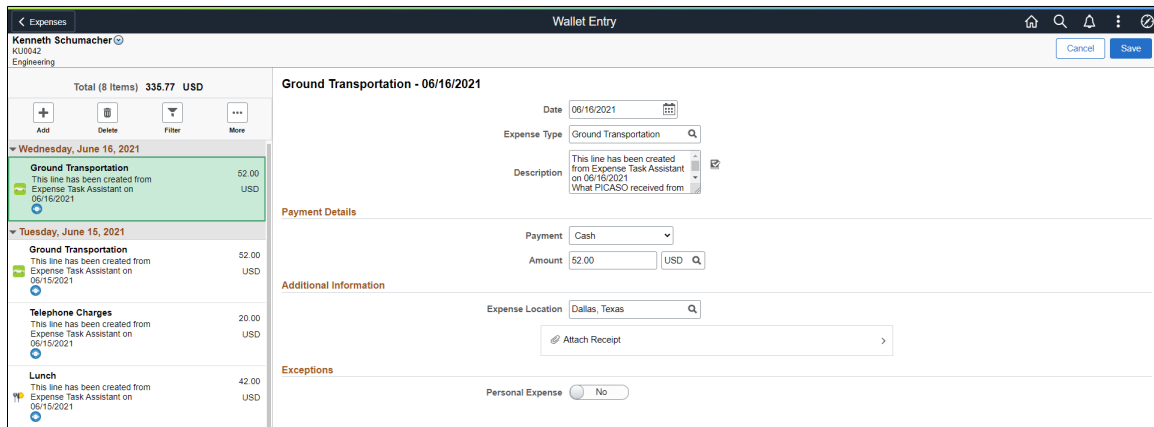 Expenses
Wallet Entry
Kenneth Schumacher
KU0042
Engineering
Cancel
Save
Total (8 Items) 335.77 USD
Add
Delete
Filter
More
Wednesday, June 16, 2021
Ground Transportation
This line has been created from
Expense Task Assistant on
06/16/2021
52.00
USD
Tuesday, June 15, 2021
Ground Transportation
This line has been created from
Expense Task Assistant on
06/15/2021
52.00
USD
Telephone Charges
This line has been created from
Expense Task Assistant on
06/15/2021
20.00
USD
Lunch
This line has been created from
Expense Task Assistant on
06/15/2021
42.00
USD
Ground Transportation - 06/16/2021
Date 06/16/2021
Expense Type Ground Transportation
Description
This line has been created
from Expense Task Assistant
on 06/16/2021
What PICASO received from
Payment Details
Payment Cash
Amount 52.00 USD
Additional Information
Expense Location Dallas, Texas
Attach Receipt
Exceptions
Personal Expense No